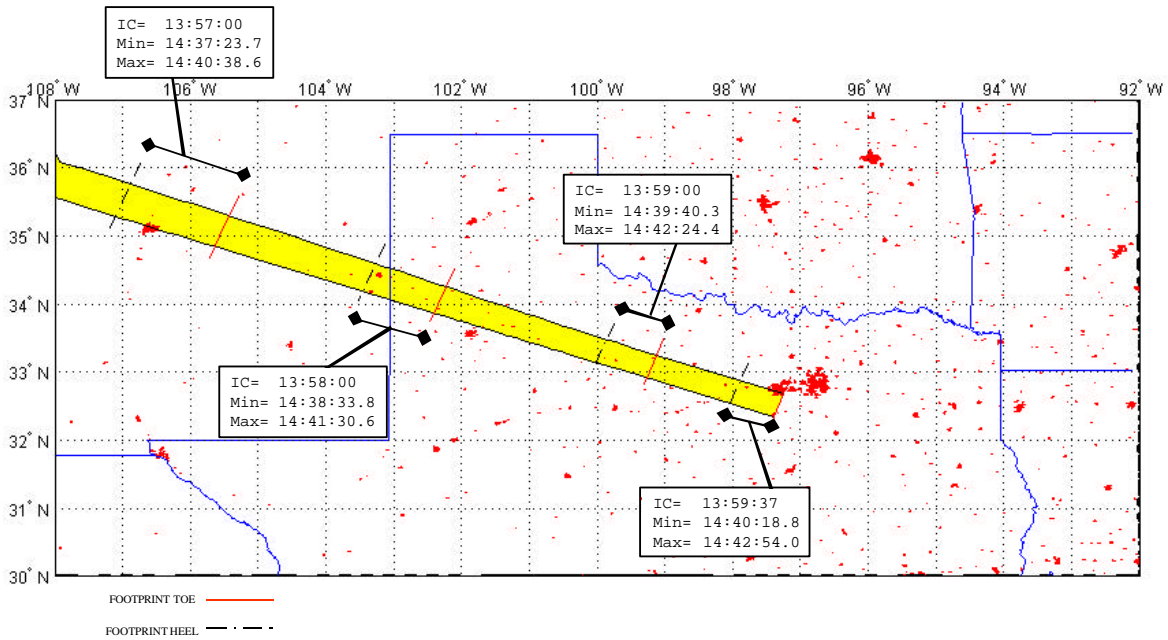 IC= 13:57:00
Min= 14:37:23.7
Max= 14:40:38.6
108° W 106° W 104° W 102° W 100° W 98° W 96° W 94° W 92° W
37° N
36° N
35° N
34° N
33° N
32° N
31° N
30° N
IC= 13:59:00
Min= 14:39:40.3
Max= 14:42:24.4
IC= 13:58:00
Min= 14:38:33.8
Max= 14:41:30.6
IC= 13:59:37
Min= 14:40:18.8
Max= 14:42:54.0
FOOTPRINT TOE
FOOTPRINT HEEL